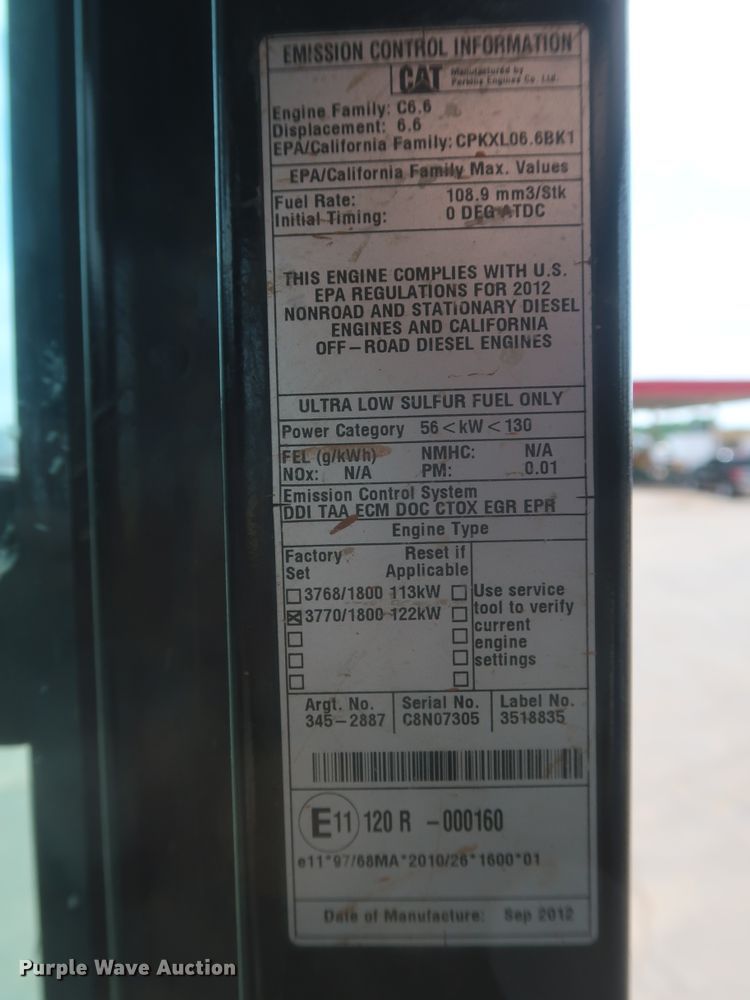 EMISSION CONTROL INFORMATION
CAT Manufactured by
Perkins Engines Co. Ltd.
Engine Family: C6.6
Displacement: 6.6
EPA/California Family: CPKXL06.6BK1
EPA/California Family Max. Values
Fuel Rate: 108.9 mm3/Stk
Initial Timing: 0 DEG ATDC
THIS ENGINE COMPLIES WITH U.S.
EPA REGULATIONS FOR 2012
NONROAD AND STATIONARY DIESEL
ENGINES AND CALIFORNIA
OFF-ROAD DIESEL ENGINES
ULTRA LOW SULFUR FUEL ONLY
Power Category 56 < kW < 130
FEL (g/kWh) NMHC: N/A
NOx: N/A PM: 0.01
Emission Control System
DDI TAA ECM DOC CTOX EGR EPR
Engine Type
Factory Reset if
Set Applicable
3768/1800 113kW Use service
3770/1800 122kW tool to verify
current
engine
settings
Argt. No. Serial No. Label No.
345-2887 C8N07305 3518835
E11 120 R -000160
e11*97/68MA*2010/26*1600*01
Date of Manufacture: Sep 2012
Purple Wave Auction